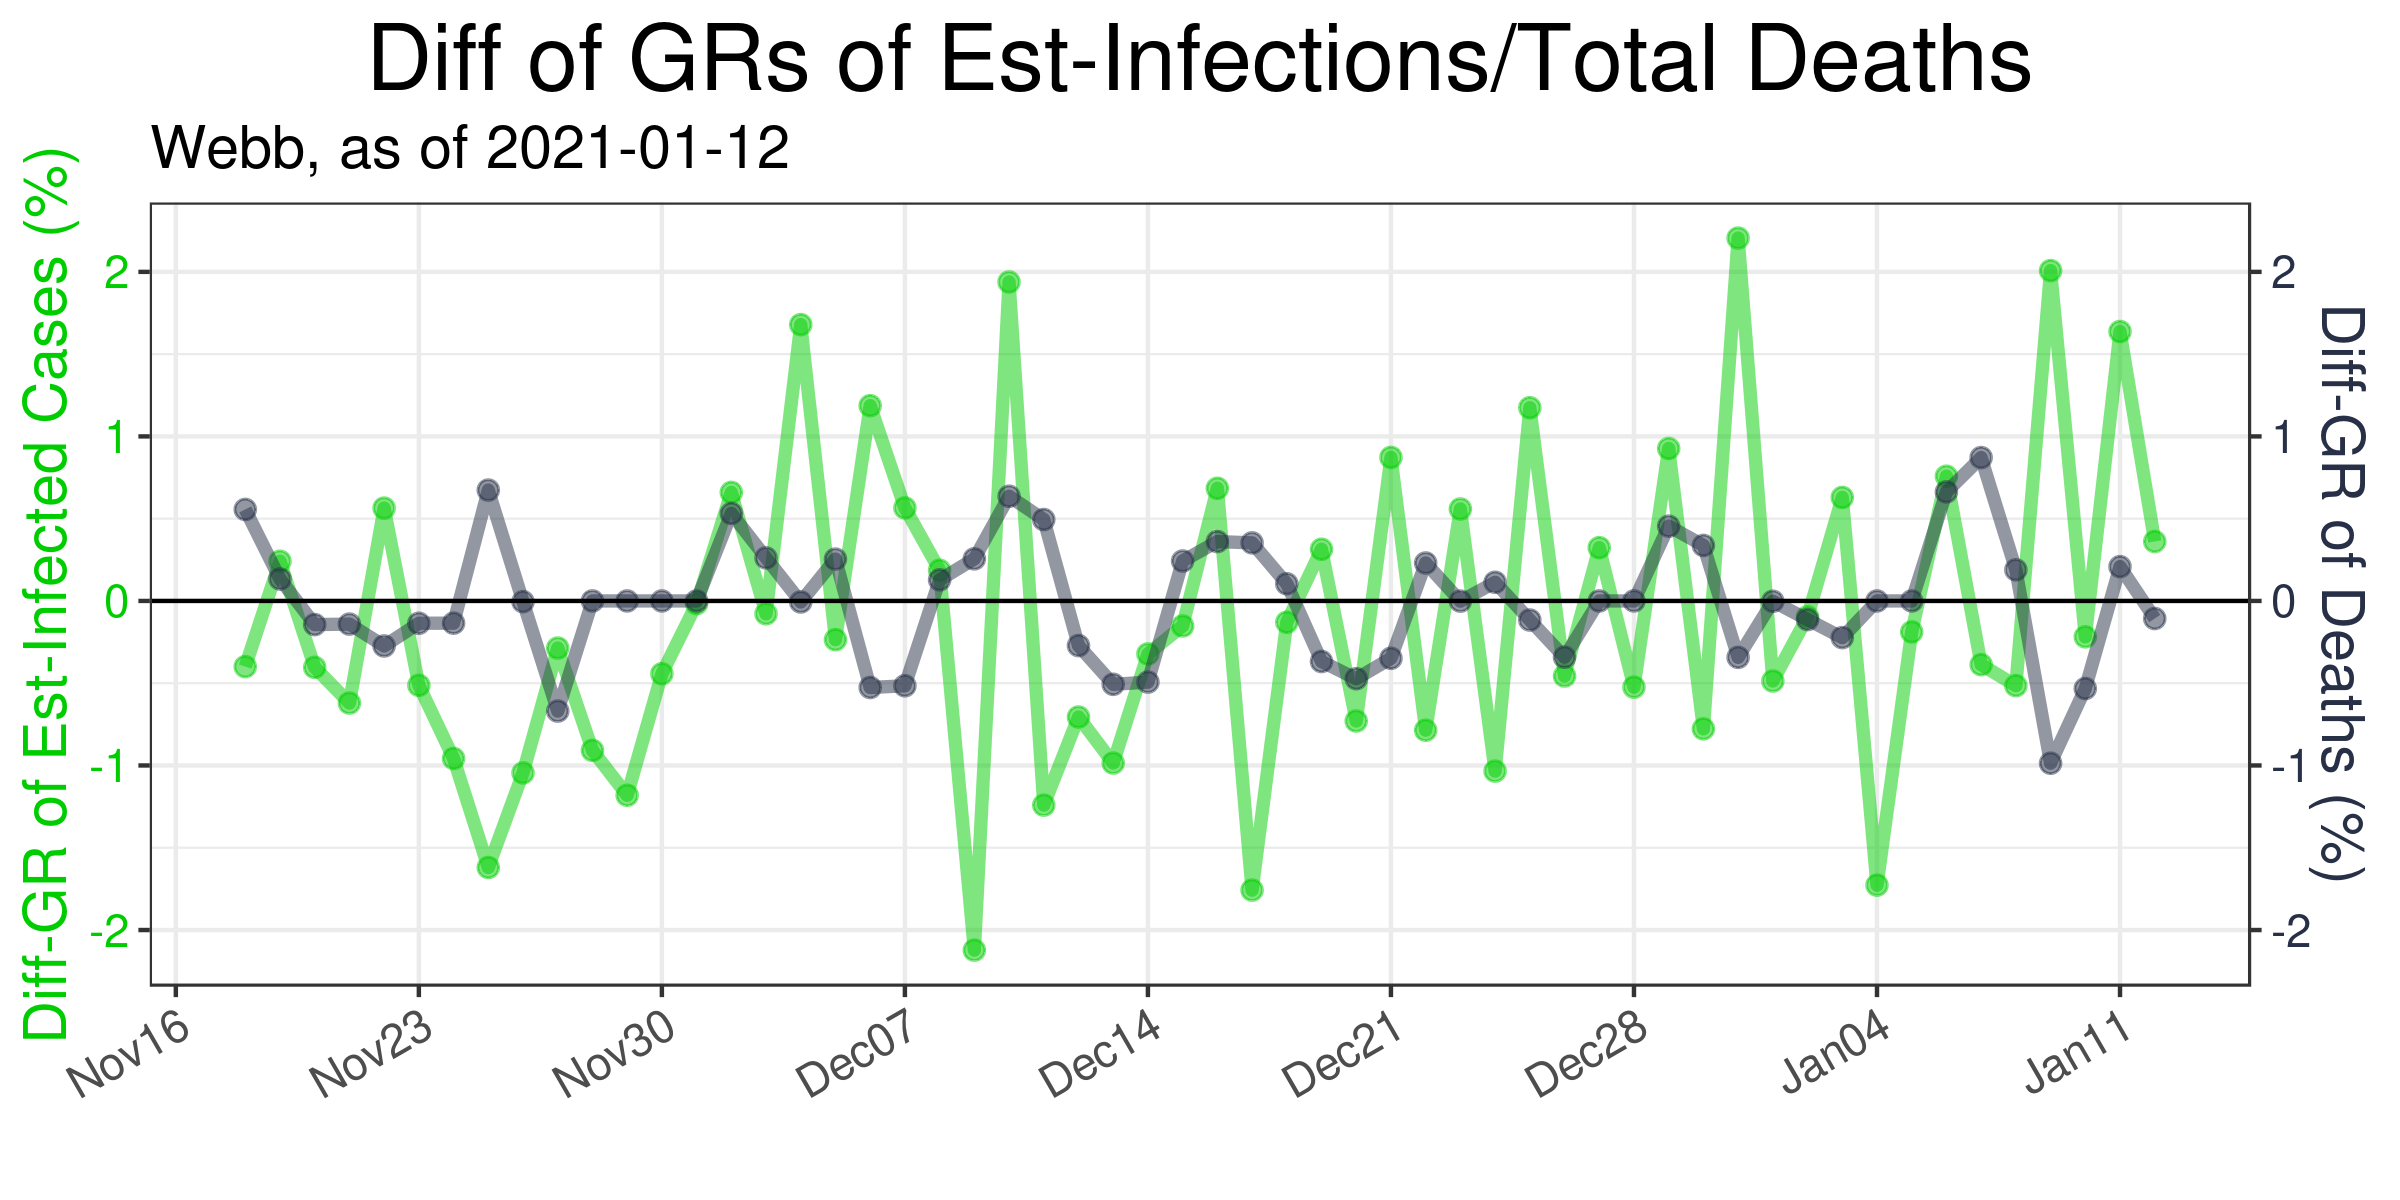 Diff of GRs of Est-Infections/Total Deaths
Webb, as of 2021-01-12
Diff-GR of Est-Infected Cases (%)
2
1
0
-1
-2
2
1
0
-1
-2
Diff-GR of Deaths (%)
Nov16
Nov23
Nov30
Dec07
Dec14
Dec21
Dec28
Jan04
Jan11